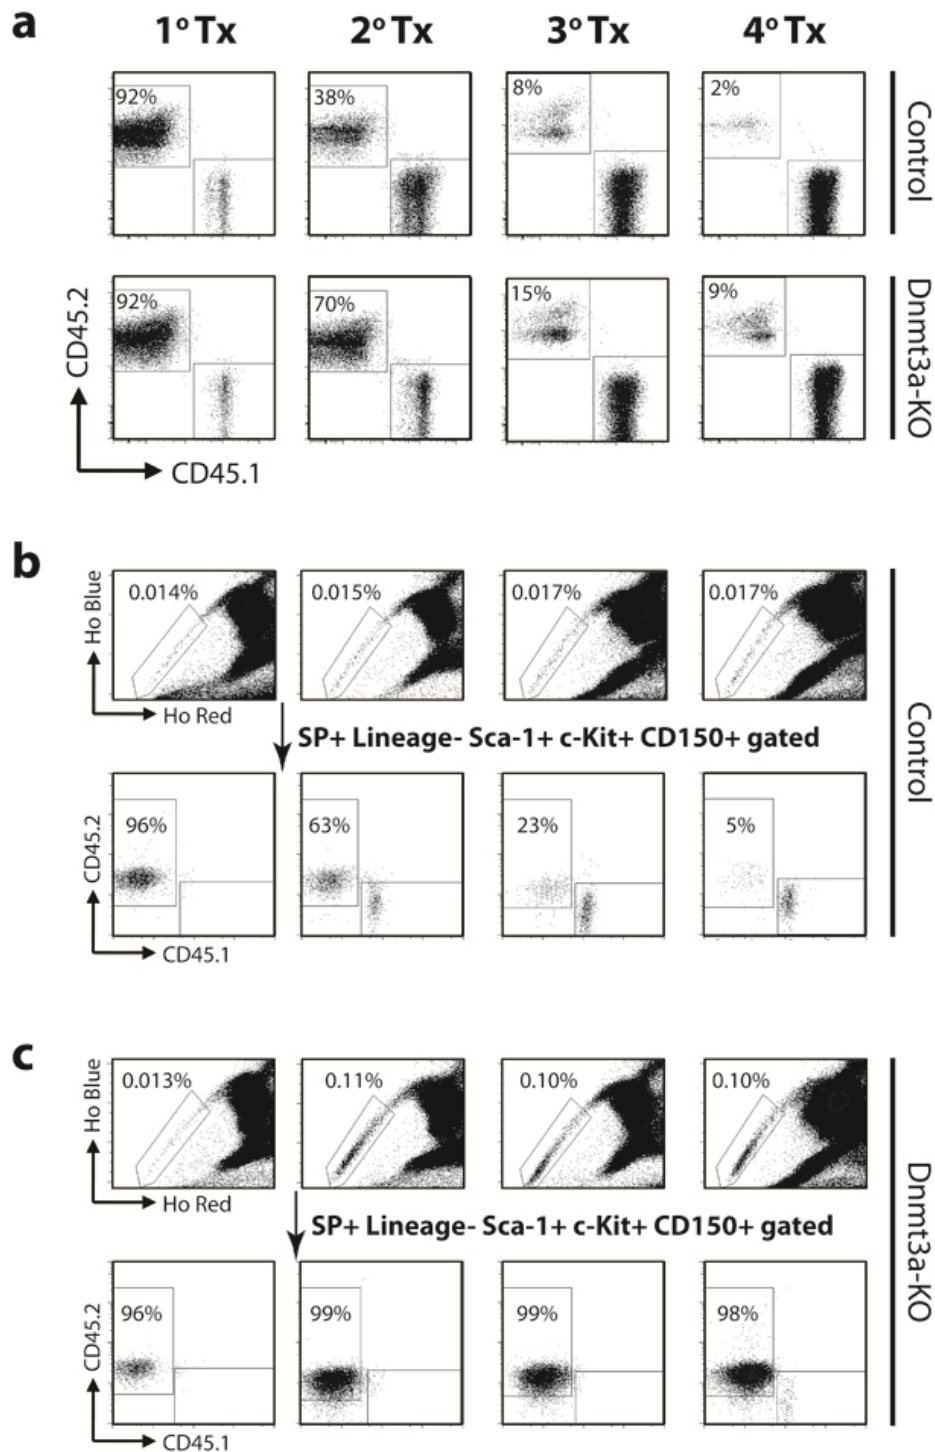 a
1º Tx 2º Tx 3º Tx 4º Tx
92% 38% 8% 2%
Control
92% 70% 15% 9%
Dnmt3a-KO
CD45.2
CD45.1
b
Ho Blue
0.014% 0.015% 0.017% 0.017%
Ho Red
SP+ Lineage- Sca-1+ c-Kit+ CD150+ gated
Control
CD45.2
96% 63% 23% 5%
CD45.1
c
Ho Blue
0.013% 0.11% 0.10% 0.10%
Ho Red
SP+ Lineage- Sca-1+ c-Kit+ CD150+ gated
Dnmt3a-KO
CD45.2
96% 99% 99% 98%
CD45.1